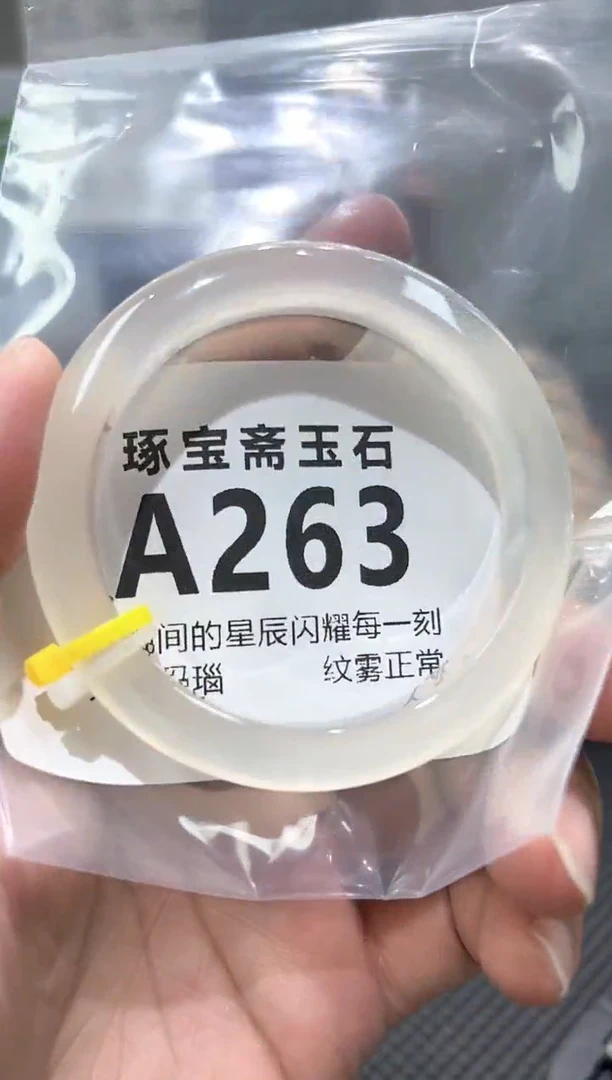 琢宝斋玉石
A263
间的星辰闪耀每一刻
玛瑙 纹雾正常